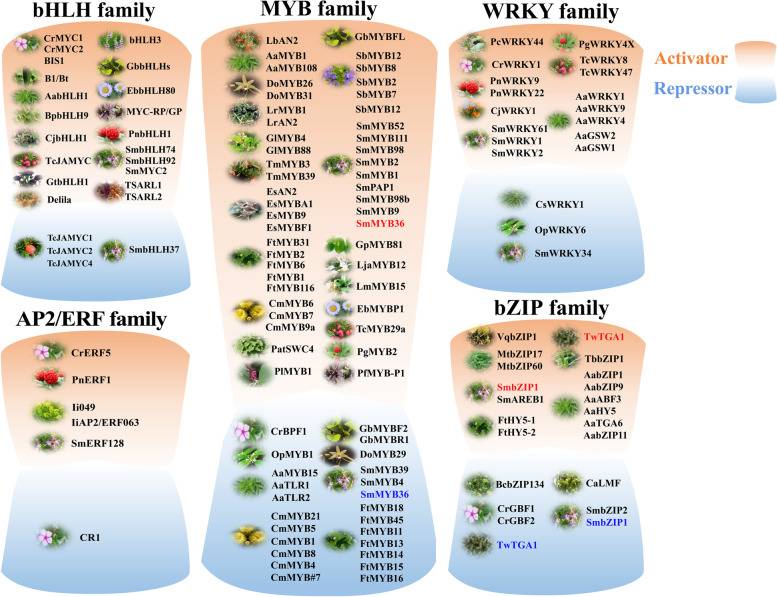 bHLH family
CrMYC1
CrMYC2
BIS1
B1/Bt
AabHLH1
BpbHLH9
CjbHLH1
TcJAMYC
GtbHLH1
Delila
bHLH3
GbbHLHs
EbbHLH80
MYC-RP/GP
PnbHLH1
SmbHLH74
SmbHLH92
SmMYC2
TSARL1
TSARL2
TcJAMYC1
TcJAMYC2
TcJAMYC4
SmbHLH37
AP2/ERF family
CrERF5
PnERF1
Ii049
IiAP2/ERF063
SmERF128
CR1
MYB family
LbAN2
AaMYB1
AaMYB108
DoMYB26
DoMYB31
LrMYB1
LrAN2
GlMYB4
GlMYB88
TmMYB3
TmMYB39
EsAN2
EsMYBA1
EsMYB9
EsMYBF1
FtMYB31
FtMYB2
FtMYB6
FtMYB1
FtMYB116
CmMYB6
CmMYB7
CmMYB9a
PatSWC4
PlMYB1
GbMYBFL
SbMYB12
SbMYB8
SbMYB2
SbMYB7
SbMYB12
SmMYB52
SmMYB111
SmMYB98
SmMYB2
SmMYB1
SmPAP1
SmMYB98b
SmMYB9
SmMYB36
GpMYB81
LjaMYB12
LmMYB15
EbMYBP1
TcMYB29a
PgMYB2
PfMYB-P1
CrBPF1
OpMYB1
AaMYB15
AaTLR1
AaTLR2
CmMYB21
CmMYB5
CmMYB1
CmMYB8
CmMYB4
CmMYB#7
GbMYBF2
GbMYBR1
DoMYB29
SmMYB39
SmMYB4
SmMYB36
FtMYB18
FtMYB45
FtMYB11
FtMYB13
FtMYB14
FtMYB15
FtMYB16
WRKY family
PcWRKY44
CrWRKY1
PnWRKY9
PnWRKY22
CjWRKY1
SmWRKY61
SmWRKY1
SmWRKY2
PgWRKY4X
TcWRKY8
TcWRKY47
AaWRKY1
AaWRKY9
AaWRKY4
AaGSW2
AaGSW1
CsWRKY1
OpWRKY6
SmWRKY34
Activator
Repressor
bZIP family
VqbZIP1
MtbZIP17
MtbZIP60
SmbZIP1
SmAREB1
FtHY5-1
FtHY5-2
TwTGA1
TbbZIP1
AabZIP1
AabZIP9
AaABF3
AaHY5
AaTGA6
AabZIP11
BcbZIP134
CrGBF1
CrGBF2
TwTGA1
CaLMF
SmbZIP2
SmbZIP1